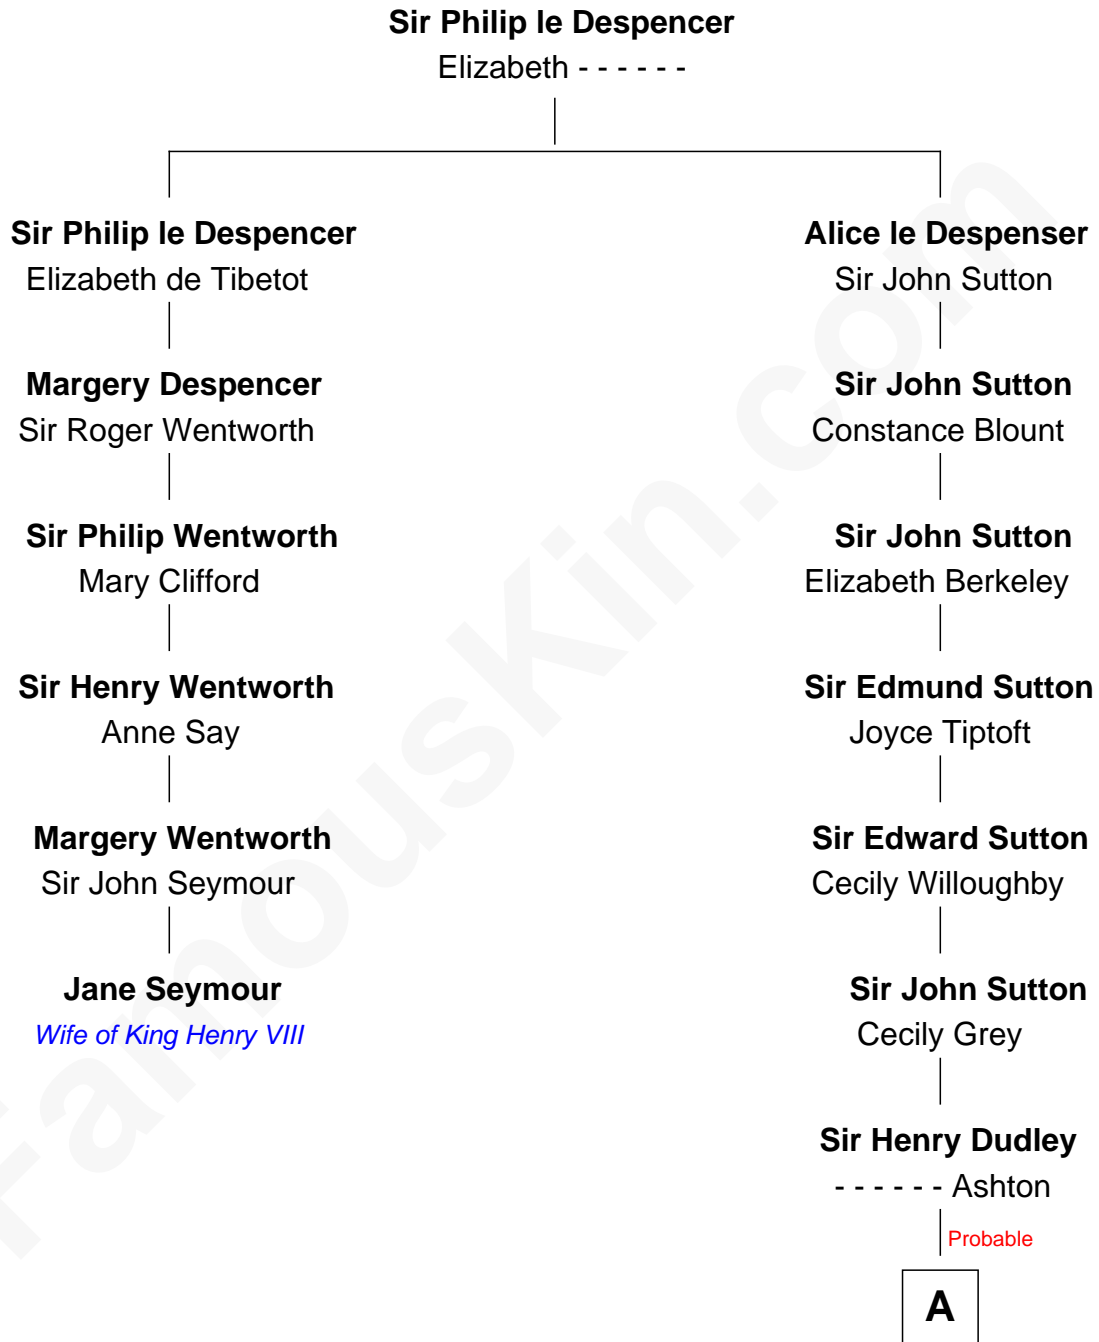 Sir Philip le Despencer
Elizabeth - - - - - -
Sir Philip le Despencer
Elizabeth de Tibetot
Alice le Despenser
Sir John Sutton
Margery Despencer
Sir Roger Wentworth
Sir John Sutton
Constance Blount
Sir Philip Wentworth
Mary Clifford
Sir John Sutton
Elizabeth Berkeley
Sir Henry Wentworth
Anne Say
Sir Edmund Sutton
Joyce Tiptoft
Margery Wentworth
Sir John Seymour
Sir Edward Sutton
Cecily Willoughby
Jane Seymour
Wife of King Henry VIII
Sir John Sutton
Cecily Grey
Sir Henry Dudley
- - - - - - Ashton
Probable
A
FamousKin.com